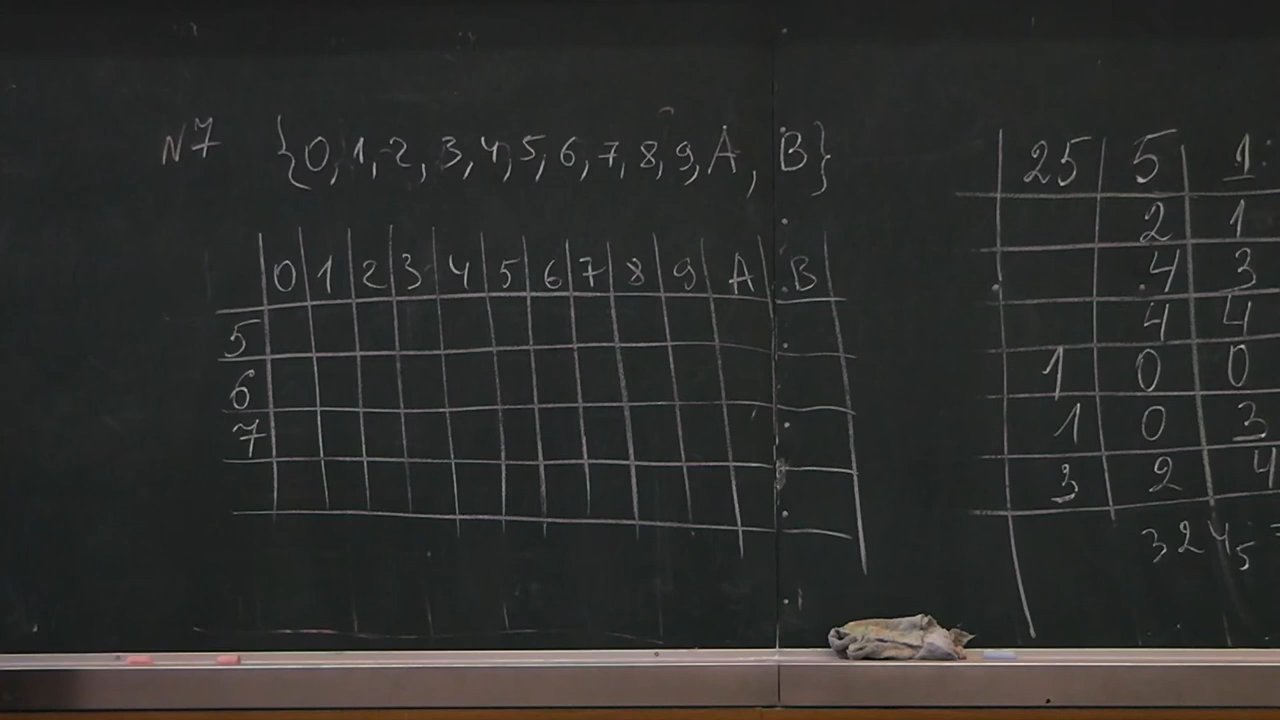 N7 {0,1,2,3,4,5,6,7,8,9,A,B}
0 1 2 3 4 5 6 7 8 9 A B
5
6
7
25 5 1
2 1
4 3
4 4
1 0 0
1 0 3
3 2 4
324₅